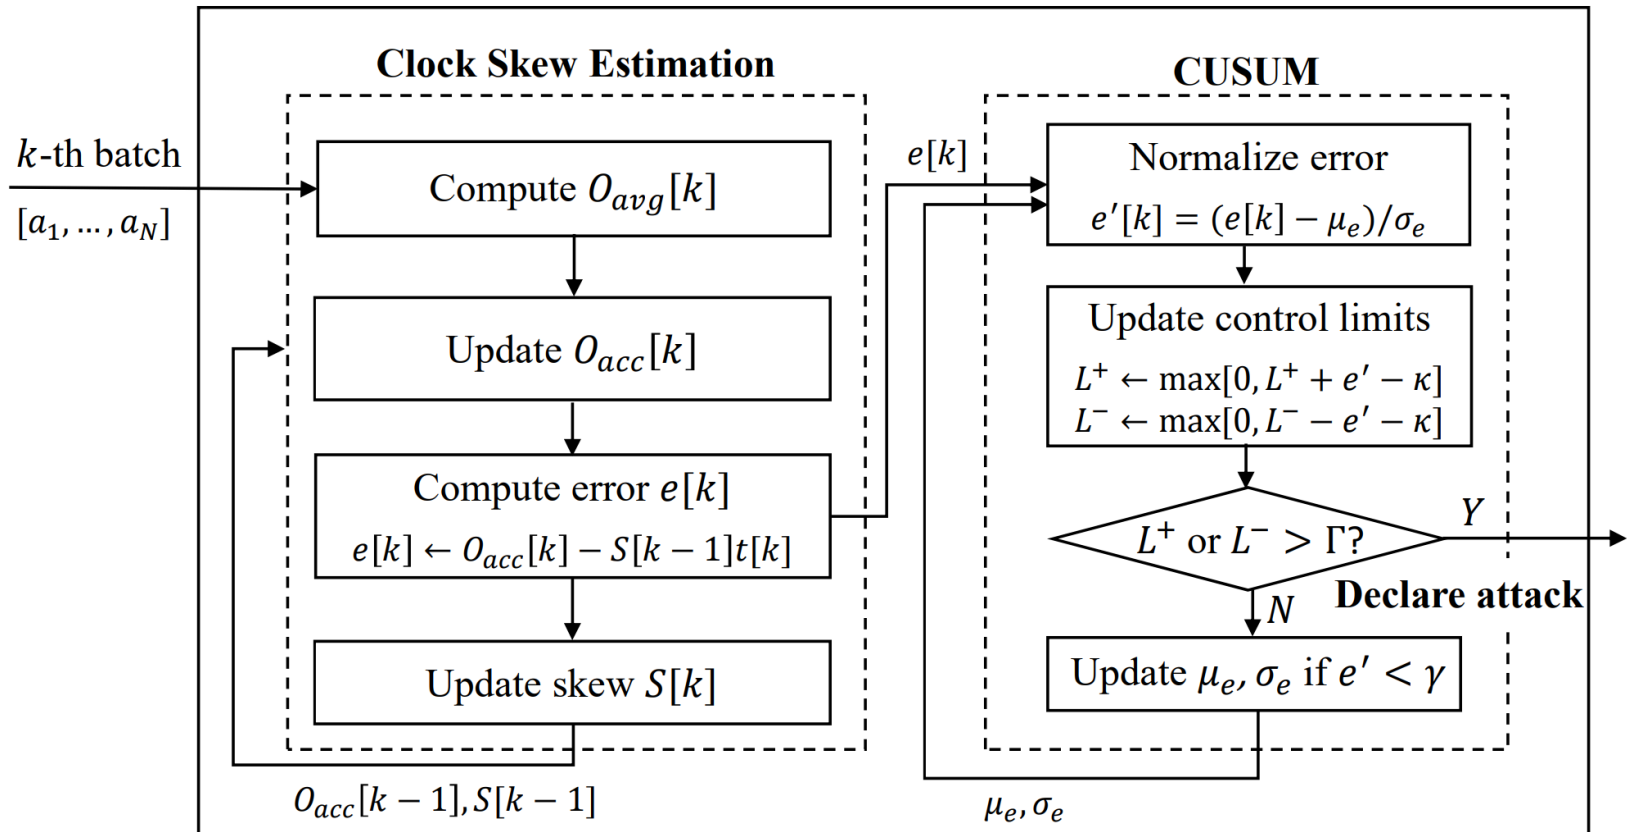 Clock Skew Estimation
k-th batch
[a₁, …, a_N]
Compute O_avg[k]
Update O_acc[k]
Compute error e[k]
e[k] ← O_acc[k] − S[k − 1]t[k]
Update skew S[k]
O_acc[k − 1], S[k − 1]
e[k]
CUSUM
Normalize error
e′[k] = (e[k] − μ_e)/σ_e
Update control limits
L⁺ ← max[0, L⁺ + e′ − κ]
L⁻ ← max[0, L⁻ − e′ − κ]
L⁺ or L⁻ > Γ?
Y
Declare attack
N
Update μ_e, σ_e if e′ < γ
μ_e, σ_e